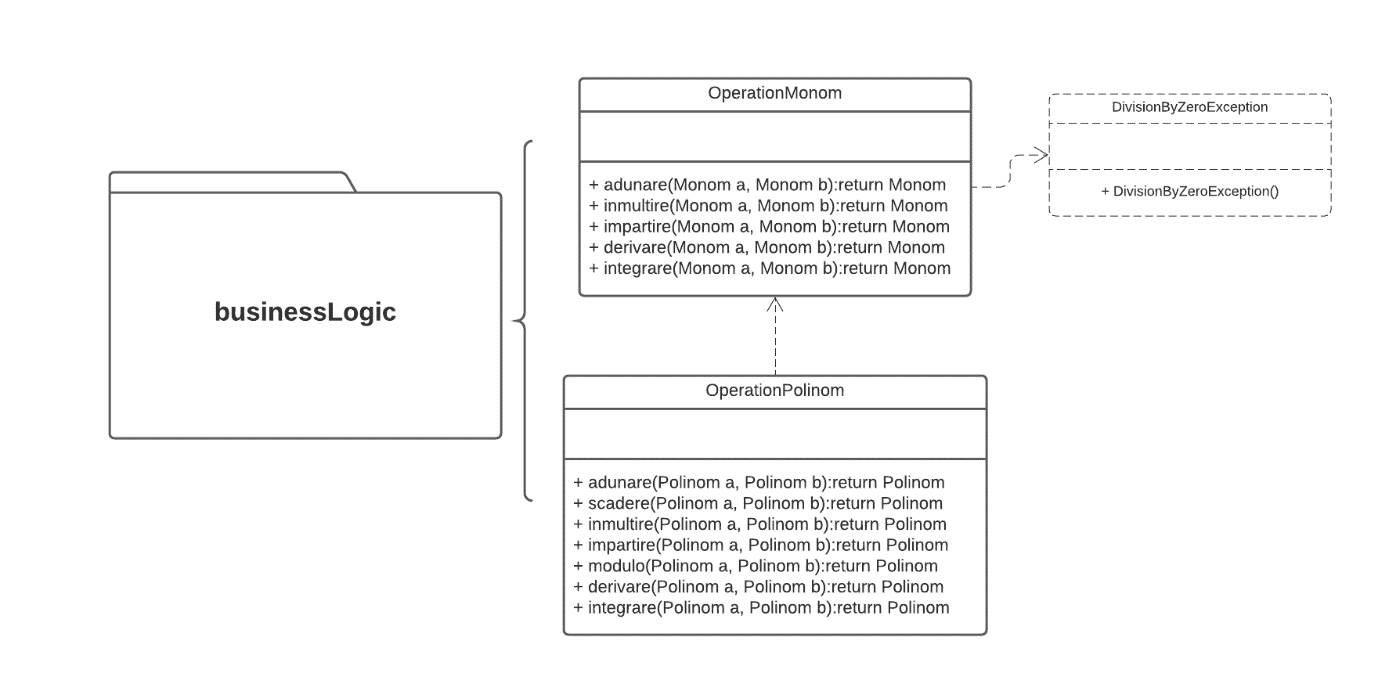 businessLogic
OperationMonom
+ adunare(Monom a, Monom b):return Monom
+ inmultire(Monom a, Monom b):return Monom
+ impartire(Monom a, Monom b):return Monom
+ derivare(Monom a, Monom b):return Monom
+ integrare(Monom a, Monom b):return Monom
DivisionByZeroException
+ DivisionByZeroException()
OperationPolinom
+ adunare(Polinom a, Polinom b):return Polinom
+ scadere(Polinom a, Polinom b):return Polinom
+ inmultire(Polinom a, Polinom b):return Polinom
+ impartire(Polinom a, Polinom b):return Polinom
+ modulo(Polinom a, Polinom b):return Polinom
+ derivare(Polinom a, Polinom b):return Polinom
+ integrare(Polinom a, Polinom b):return Polinom